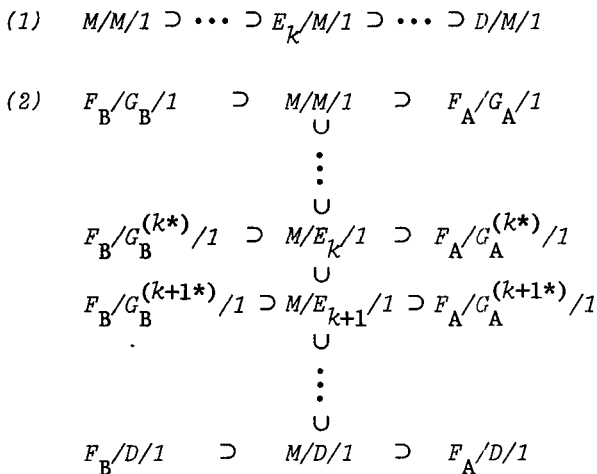 (1) M/M/1 ⊃ ··· ⊃ E_k/M/1 ⊃ ··· ⊃ D/M/1
(2) F_B/G_B/1 ⊃ M/M/1 ⊃ F_A/G_A/1
∪
⋮
∪
F_B/G_B^(k*)/1 ⊃ M/E_k/1 ⊃ F_A/G_A^(k*)/1
∪
F_B/G_B^(k+1*)/1 ⊃ M/E_{k+1}/1 ⊃ F_A/G_A^(k+1*)/1
∪
⋮
∪
F_B/D/1 ⊃ M/D/1 ⊃ F_A/D/1